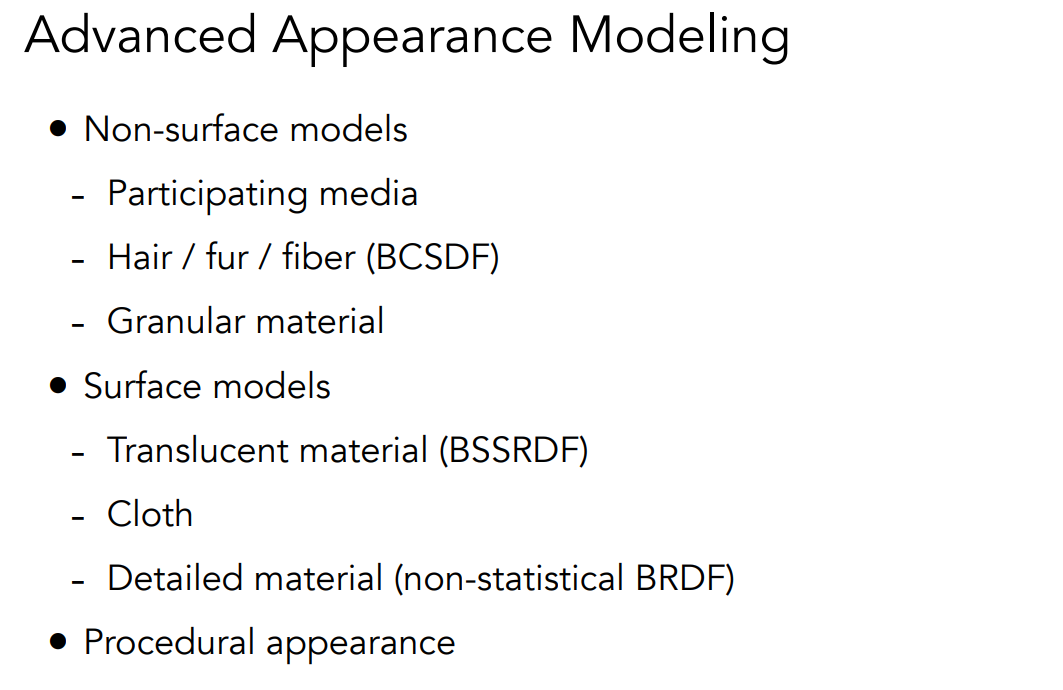 Advanced Appearance Modeling
● Non-surface models
- Participating media
- Hair / fur / fiber (BCSDF)
- Granular material
● Surface models
- Translucent material (BSSRDF)
- Cloth
- Detailed material (non-statistical BRDF)
● Procedural appearance